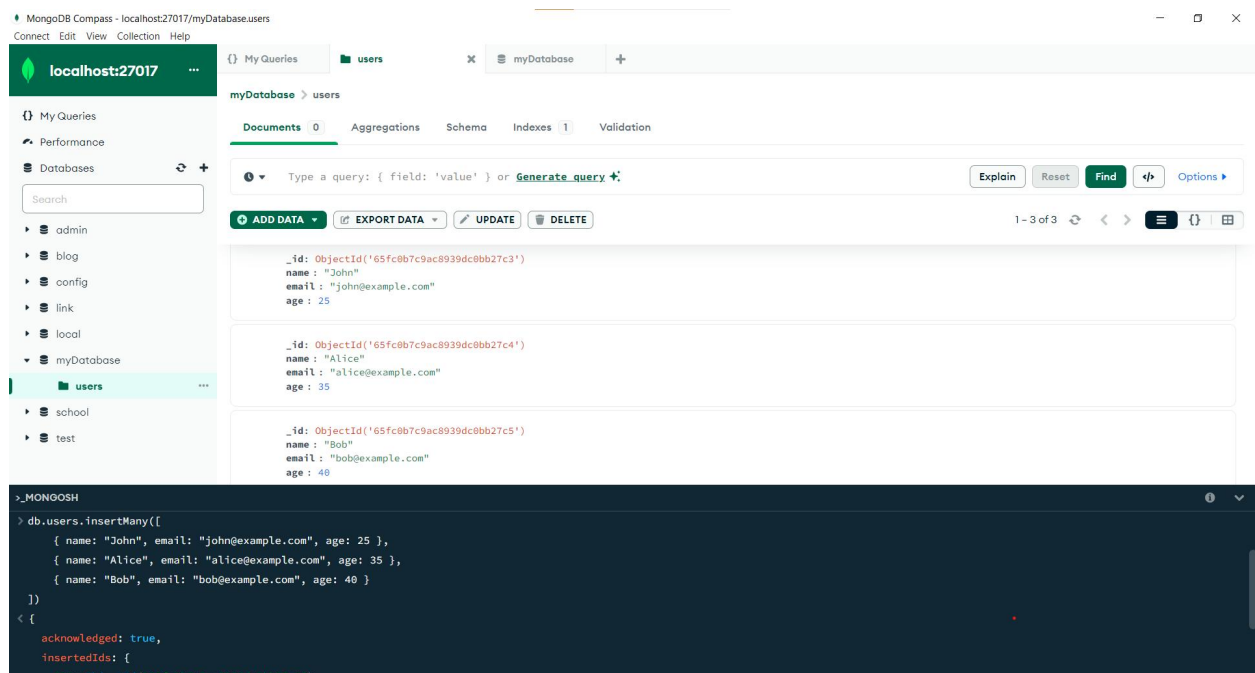 MongoDB Compass - localhost:27017/myDatabase.users
Connect Edit View Collection Help
localhost:27017 ...
{} My Queries
users
myDatabase
myDatabase > users
{} My Queries
Performance
Databases
Search
admin
blog
config
link
local
myDatabase
users ...
school
test
Documents 0 Aggregations Schema Indexes 1 Validation
Type a query: { field: 'value' } or Generate query
Explain Reset Find </> Options
ADD DATA EXPORT DATA UPDATE DELETE 1 - 3 of 3 {}
_id: ObjectId('65fc0b7c9ac8939dc0bb27c3')
name : "John"
email : "john@example.com"
age : 25
_id: ObjectId('65fc0b7c9ac8939dc0bb27c4')
name : "Alice"
email : "alice@example.com"
age : 35
_id: ObjectId('65fc0b7c9ac8939dc0bb27c5')
name : "Bob"
email : "bob@example.com"
age : 40
>_MONGOSH
> db.users.insertMany([
{ name: "John", email: "john@example.com", age: 25 },
{ name: "Alice", email: "alice@example.com", age: 35 },
{ name: "Bob", email: "bob@example.com", age: 40 }
])
< {
acknowledged: true,
insertedIds: {